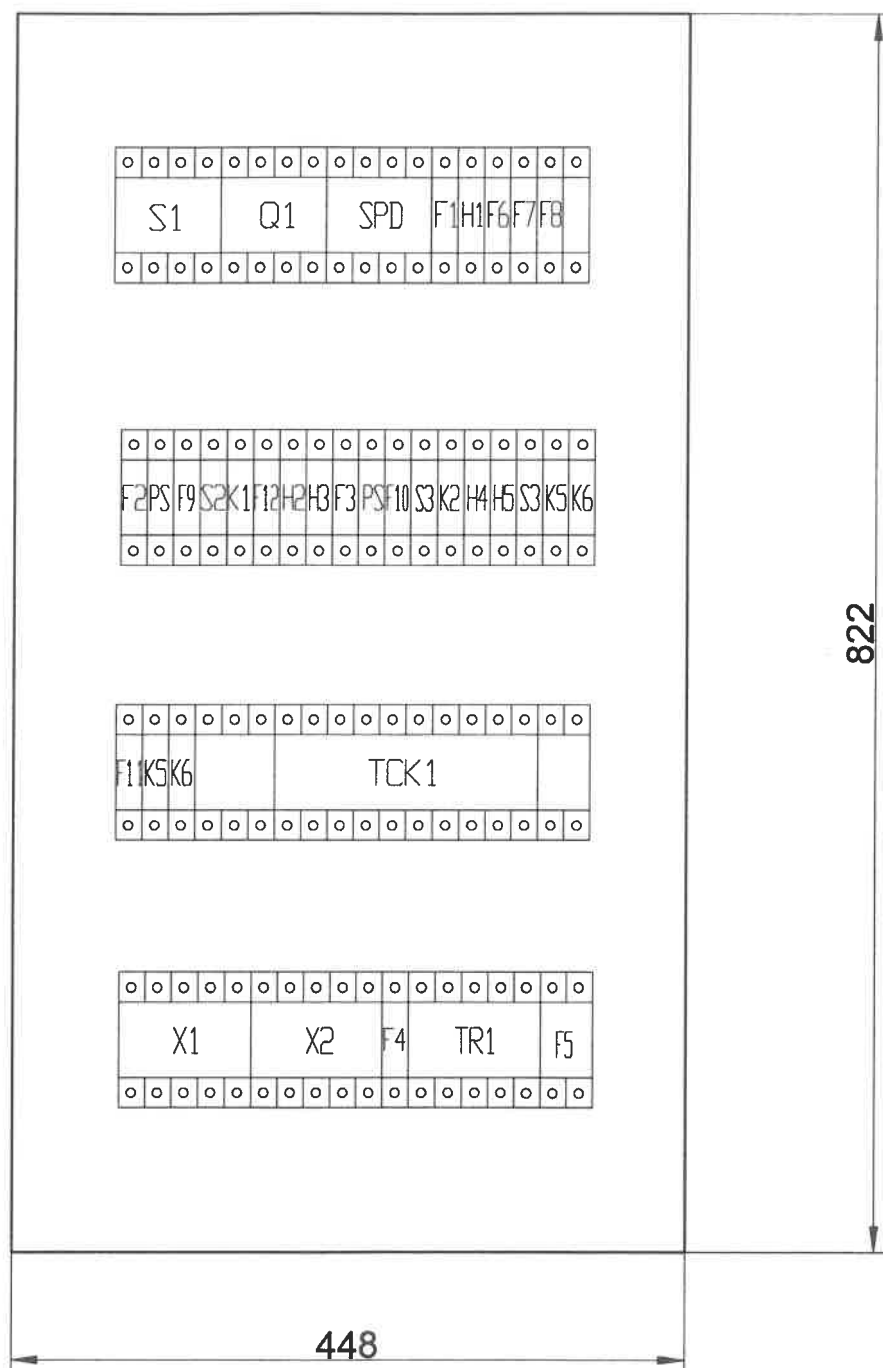 S1 Q1 SPD F1 H1 F6 F7 F8
F2 PS F9 S2 K1 F12 H2 H3 F3 PS F10 S3 K2 H4 H5 S3 K5 K6
822
F11 K5 K6 TCK1
X1 X2 F4 TR1 F5
448